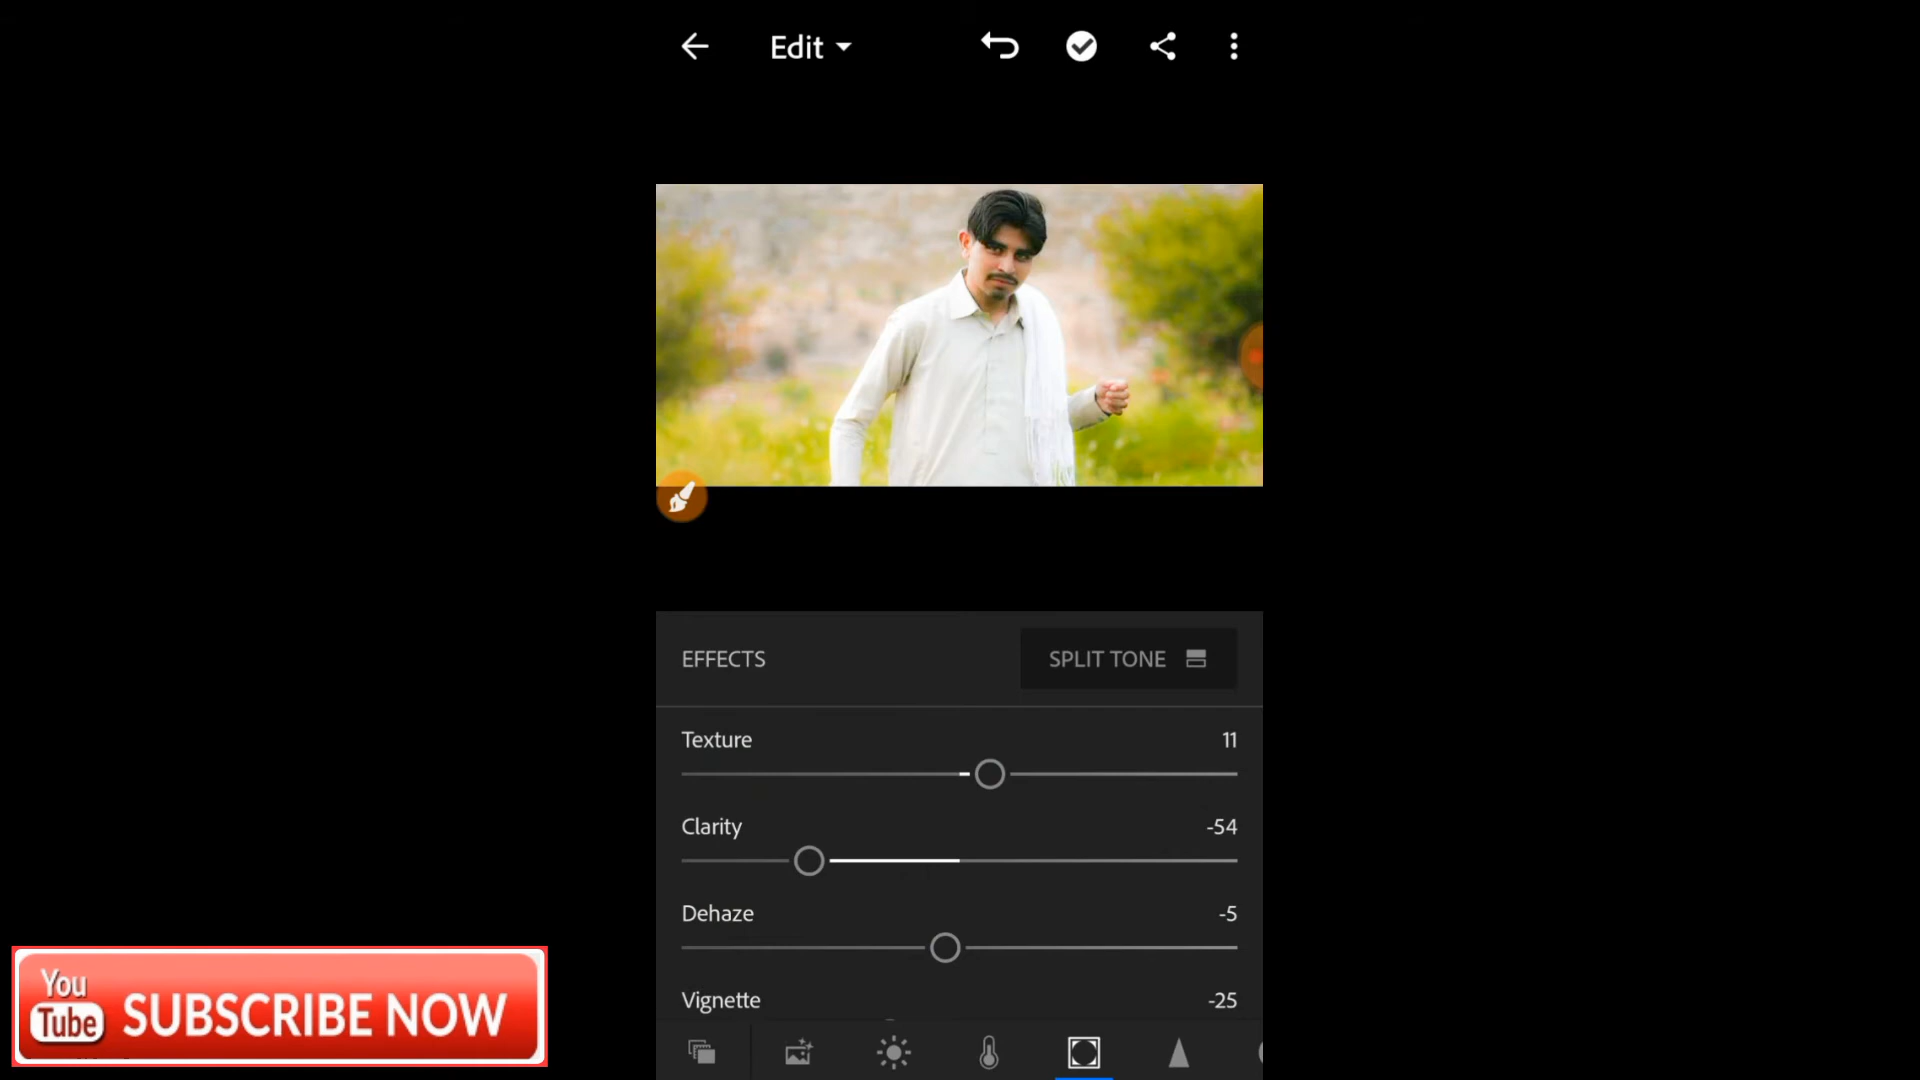 Edit
EFFECTS
SPLIT TONE
Texture 11
Clarity -54
Dehaze -5
Vignette -25
You
Tube SUBSCRIBE NOW